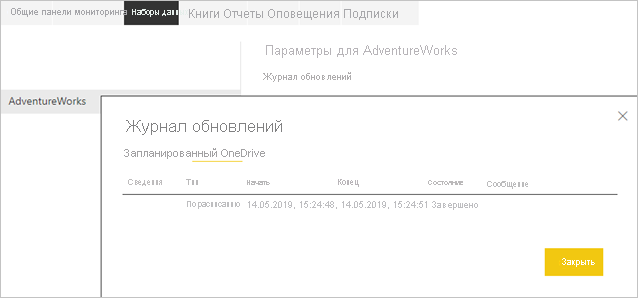 Общие панели мониторинга Наборы данных Книги Отчеты Оповещения Подписки
Параметры для AdventureWorks
Журнал обновлений
AdventureWorks
Журнал обновлений
Запланированный OneDrive
Сведения Тип Начать Конец Состояние Сообщение
По расписанию 14.05.2019, 15:24:48, 14.05.2019, 15:24:51 Завершено
Закрыть